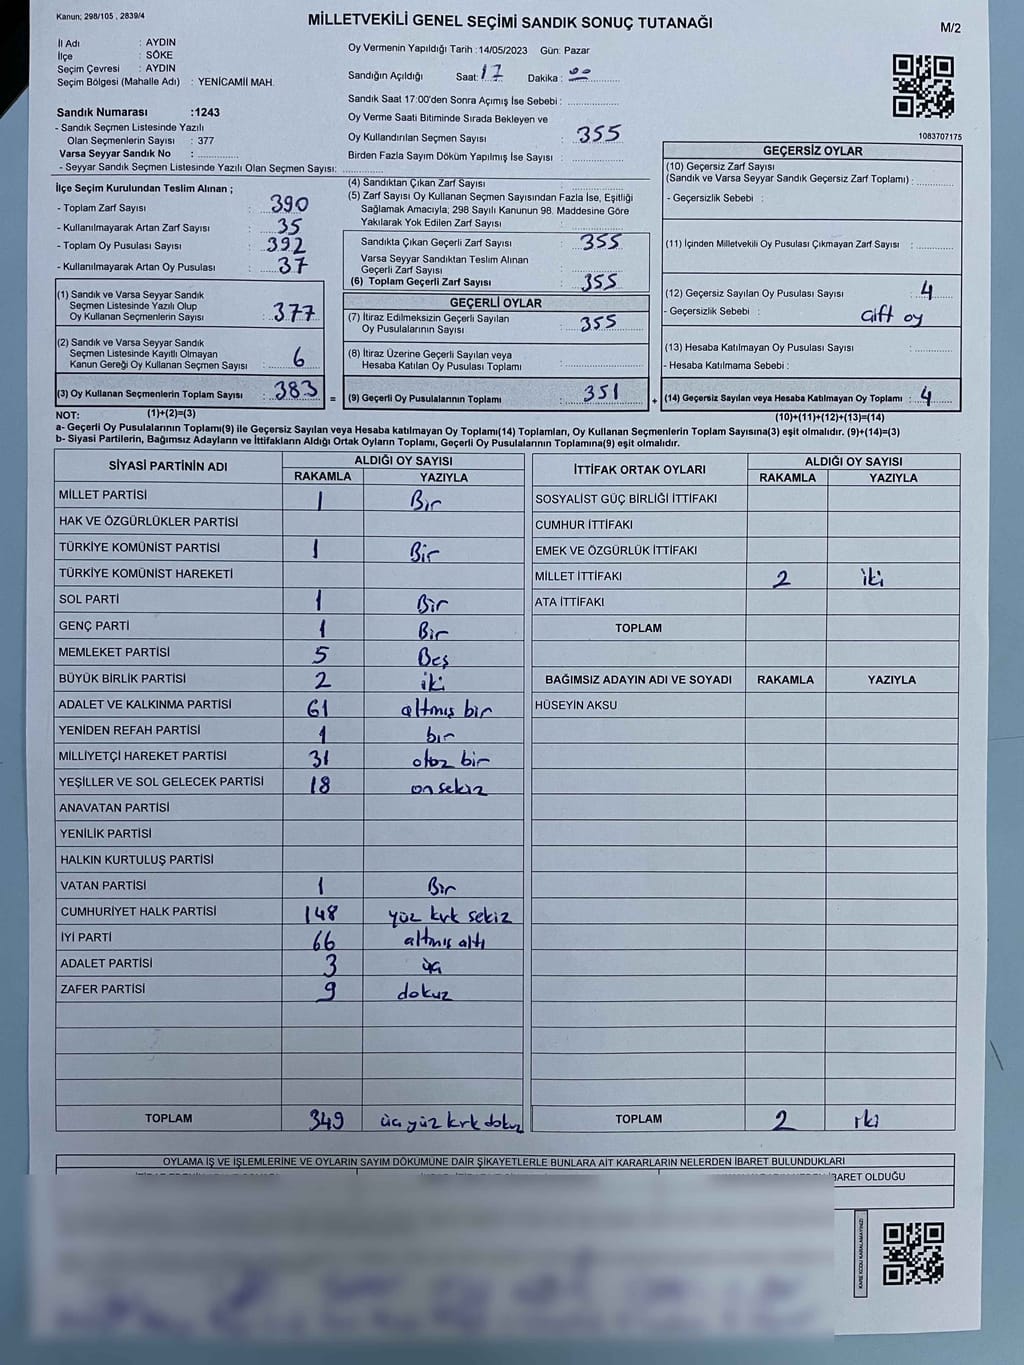 Kanun; 298/105 , 2839/4
MİLLETVEKİLİ GENEL SEÇİMİ SANDIK SONUÇ TUTANAĞI
M/2
İl Adı : AYDIN
İlçe : SÖKE
Seçim Çevresi : AYDIN
Seçim Bölgesi (Mahalle Adı) : YENİCAMİİ MAH.
Oy Vermenin Yapıldığı Tarih :14/05/2023 Gün: Pazar
Sandığın Açıldığı Saat: 17 Dakika : 00
Sandık Saat 17:00'den Sonra Açımış İse Sebebi :
Oy Verme Saati Bitiminde Sırada Bekleyen ve
Oy Kullandırılan Seçmen Sayısı : 355
Birden Fazla Sayım Döküm Yapılmış İse Sayısı :
1083707175
Sandık Numarası :1243
- Sandık Seçmen Listesinde Yazılı
Olan Seçmenlerin Sayısı : 377
Varsa Seyyar Sandık No :
- Seyyar Sandık Seçmen Listesinde Yazılı Olan Seçmen Sayısı:
İlçe Seçim Kurulundan Teslim Alınan ;
- Toplam Zarf Sayısı : 390
- Kullanılmayarak Artan Zarf Sayısı : 35
- Toplam Oy Pusulası Sayısı : 392
- Kullanılmayarak Artan Oy Pusulası : 37
(1) Sandık ve Varsa Seyyar Sandık
Seçmen Listesinde Yazılı Olup
Oy Kullanan Seçmenlerin Sayısı : 377
(2) Sandık ve Varsa Seyyar Sandık
Seçmen Listesinde Kayıtlı Olmayan
Kanun Gereği Oy Kullanan Seçmen Sayısı : 6
(3) Oy Kullanan Seçmenlerin Toplam Sayısı : 383 =
(4) Sandıktan Çıkan Zarf Sayısı :
(5) Zarf Sayısı Oy Kullanan Seçmen Sayısından Fazla İse, Eşitliği
Sağlamak Amacıyla; 298 Sayılı Kanunun 98. Maddesine Göre
Yakılarak Yok Edilen Zarf Sayısı :
Sandıkta Çıkan Geçerli Zarf Sayısı : 355
Varsa Seyyar Sandıktan Teslim Alınan
Geçerli Zarf Sayısı :
(6) Toplam Geçerli Zarf Sayısı : 355
GEÇERLİ OYLAR
(7) İtiraz Edilmeksizin Geçerli Sayılan
Oy Pusulalarının Sayısı : 355
(8) İtiraz Üzerine Geçerli Sayılan veya
Hesaba Katılan Oy Pusulası Toplamı :
(9) Geçerli Oy Pusulalarının Toplamı : 351 +
GEÇERSİZ OYLAR
(10) Geçersiz Zarf Sayısı
(Sandık ve Varsa Seyyar Sandık Geçersiz Zarf Toplamı) :
- Geçersizlik Sebebi :
(11) İçinden Milletvekili Oy Pusulası Çıkmayan Zarf Sayısı :
(12) Geçersiz Sayılan Oy Pusulası Sayısı : 4
- Geçersizlik Sebebi : Çift oy
(13) Hesaba Katılmayan Oy Pusulası Sayısı :
- Hesaba Katılmama Sebebi :
(14) Geçersiz Sayılan veya Hesaba Katılmayan Oy Toplamı : 4
NOT: (1)+(2)=(3) (10)+(11)+(12)+(13)=(14)
a- Geçerli Oy Pusulalarının Toplamı(9) ile Geçersiz Sayılan veya Hesaba katılmayan Oy Toplamı(14) Toplamları, Oy Kullanan Seçmenlerin Toplam Sayısına(3) eşit olmalıdır. (9)+(14)=(3)
b- Siyasi Partilerin, Bağımsız Adayların ve İttifakların Aldığı Ortak Oyların Toplamı, Geçerli Oy Pusulalarının Toplamına(9) eşit olmalıdır.
SİYASİ PARTİNİN ADI ALDIĞI OY SAYISI
RAKAMLA YAZIYLA
MİLLET PARTİSİ 1 Bir
HAK VE ÖZGÜRLÜKLER PARTİSİ
TÜRKİYE KOMÜNİST PARTİSİ 1 Bir
TÜRKİYE KOMÜNİST HAREKETİ
SOL PARTİ 1 Bir
GENÇ PARTİ 1 Bir
MEMLEKET PARTİSİ 5 Beş
BÜYÜK BİRLİK PARTİSİ 2 iki
ADALET VE KALKINMA PARTİSİ 61 altmış bir
YENİDEN REFAH PARTİSİ 1 bır
MİLLİYETÇİ HAREKET PARTİSİ 31 otoz bir
YEŞİLLER VE SOL GELECEK PARTİSİ 18 onsekiz
ANAVATAN PARTİSİ
YENİLİK PARTİSİ
HALKIN KURTULUŞ PARTİSİ
VATAN PARTİSİ 1 Bir
CUMHURİYET HALK PARTİSİ 148 yüz kırk sekiz
İYİ PARTİ 66 altmış altı
ADALET PARTİSİ 3 üç
ZAFER PARTİSİ 9 dokuz
TOPLAM 349 üç yüz kırk dokuz
İTTİFAK ORTAK OYLARI ALDIĞI OY SAYISI
RAKAMLA YAZIYLA
SOSYALİST GÜÇ BİRLİĞİ İTTİFAKI
CUMHUR İTTİFAKI
EMEK VE ÖZGÜRLÜK İTTİFAKI
MİLLET İTTİFAKI 2 iki
ATA İTTİFAKI
TOPLAM
BAĞIMSIZ ADAYIN ADI VE SOYADI RAKAMLA YAZIYLA
HÜSEYİN AKSU
TOPLAM 2 iki
OYLAMA İŞ VE İŞLEMLERİNE VE OYLARIN SAYIM DÖKÜMÜNE DAİR ŞİKAYETLERLE BUNLARA AİT KARARLARIN NELERDEN İBARET BULUNDUKLARI
İBARET OLDUĞU
KARE KODU KARALAMAYINIZ!